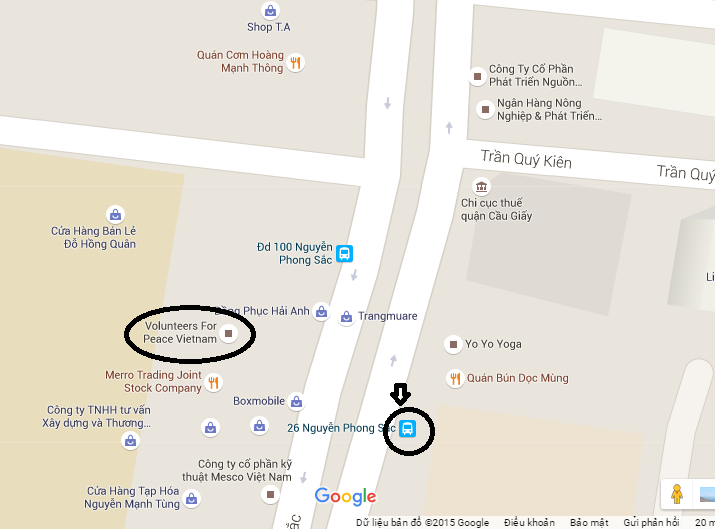 Shop T.A
Quán Cơm Hoàng
Mạnh Thông
Công Ty Cổ Phần
Phát Triển Nguồn...
Ngân Hàng Nông
Nghiệp & Phát Triển...
Trần Quý Kiên
Trần Quý
Chi cục thuế
quận Cầu Giấy
Cửa Hàng Bán Lẻ
Đỗ Hồng Quân
Đd 100 Nguyễn
Phong Sắc
Phục Hải Anh
Trangmuare
Volunteers For
Peace Vietnam
Yo Yo Yoga
Merro Trading Joint
Stock Company
Quán Bún Dọc Mùng
Boxmobile
Công ty TNHH tư vấn
Xây dựng và Thương...
26 Nguyễn Phong Sắc
Công ty cổ phần kỹ
thuật Mesco Việt Nam
Cửa Hàng Tạp Hóa
Nguyễn Mạnh Tùng
Google
Dữ liệu bản đồ ©2015 Google Điều khoản Bảo mật Gửi phản hồi 20